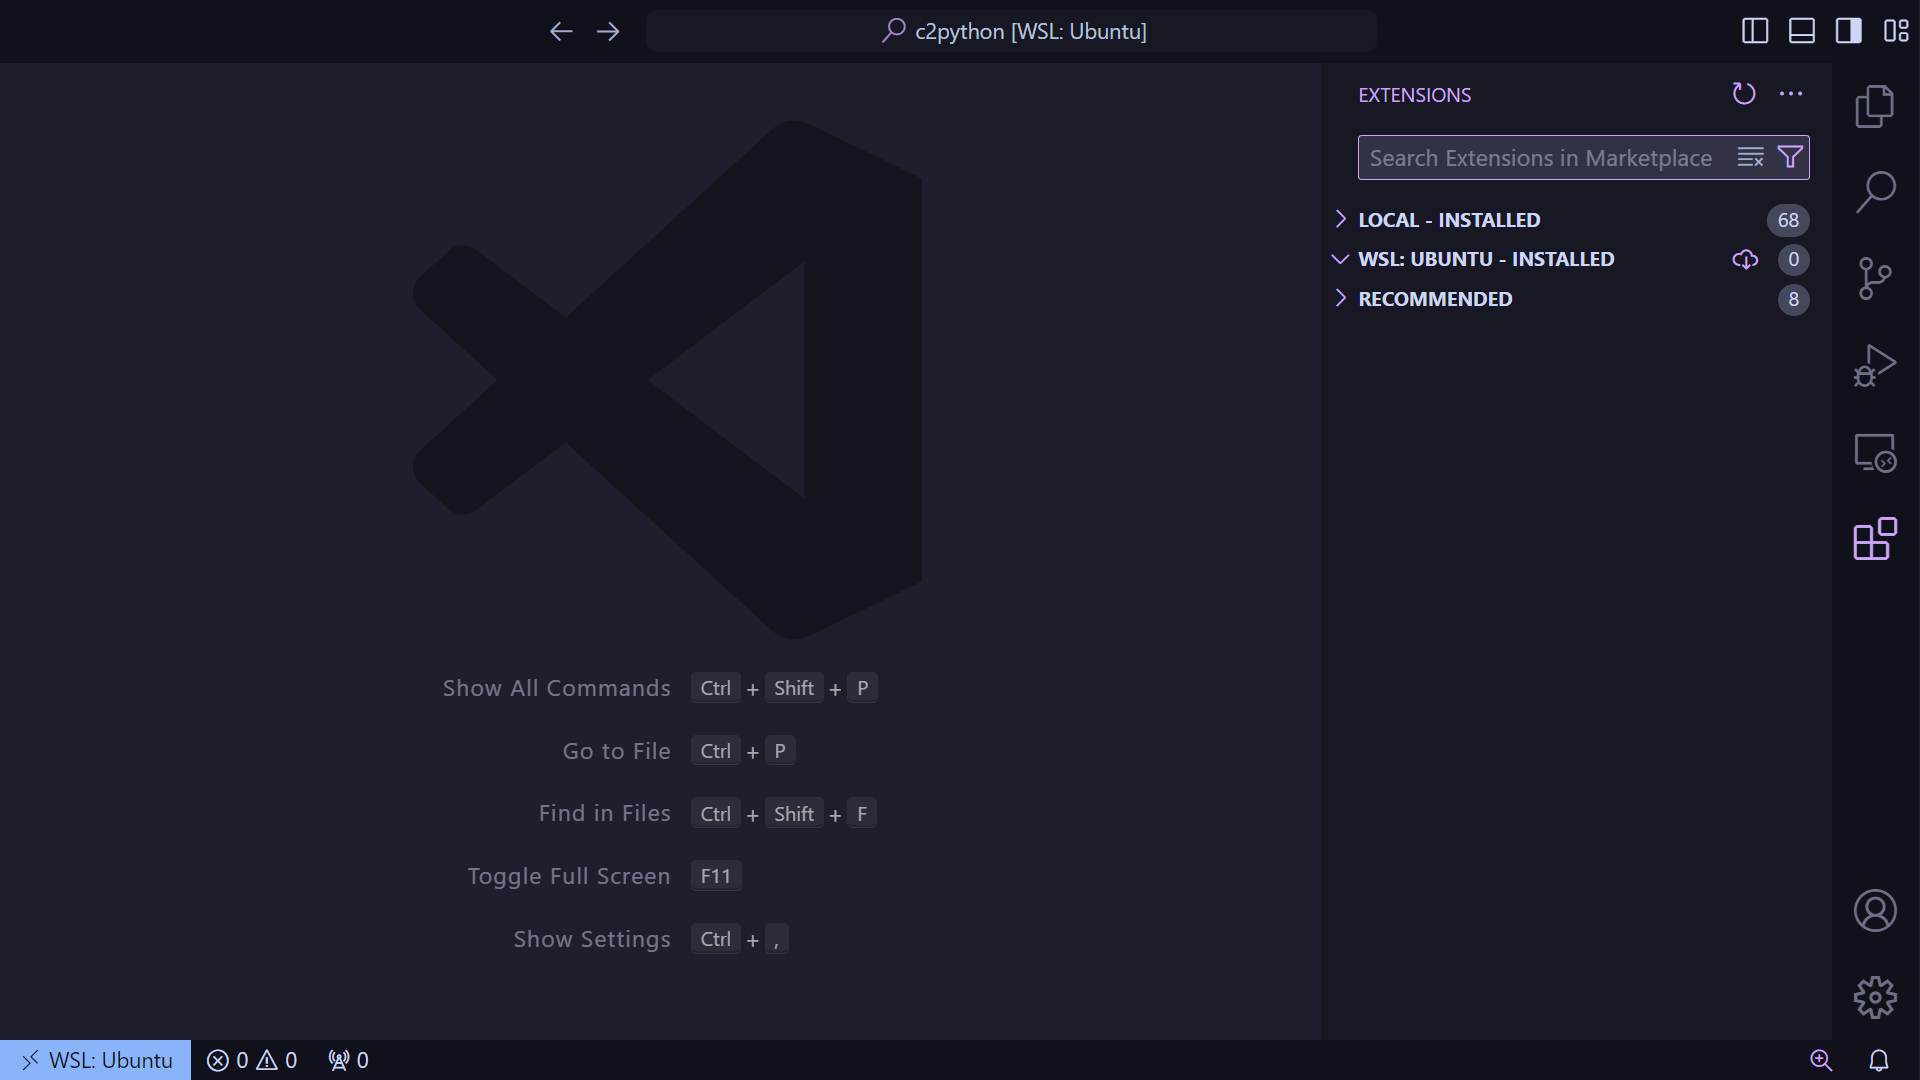 c2python [WSL: Ubuntu]
EXTENSIONS
Search Extensions in Marketplace
LOCAL - INSTALLED 68
WSL: UBUNTU - INSTALLED 0
RECOMMENDED 8
Show All Commands Ctrl + Shift + P
Go to File Ctrl + P
Find in Files Ctrl + Shift + F
Toggle Full Screen F11
Show Settings Ctrl + ,
WSL: Ubuntu 0 0 0